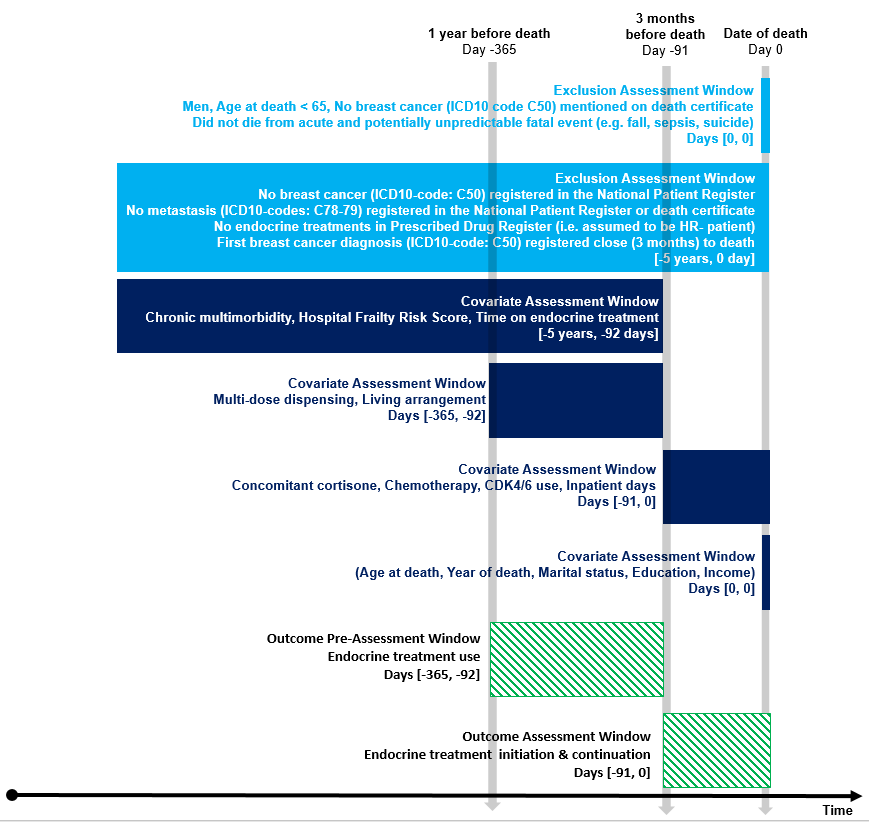 1 year before death
Day -365
3 months
before death
Day -91
Date of death
Day 0
Exclusion Assessment Window
Men, Age at death < 65, No breast cancer (ICD10 code C50) mentioned on death certificate
Did not die from acute and potentially unpredictable fatal event (e.g. fall, sepsis, suicide)
Days [0, 0]
Exclusion Assessment Window
No breast cancer (ICD10-code: C50) registered in the National Patient Register
No metastasis (ICD10-codes: C78-79) registered in the National Patient Register or death certificate
No endocrine treatments in Prescribed Drug Register (i.e. assumed to be HR- patient)
First breast cancer diagnosis (ICD10-code: C50) registered close (3 months) to death
[-5 years, 0 day]
Covariate Assessment Window
Chronic multimorbidity, Hospital Frailty Risk Score, Time on endocrine treatment
[-5 years, -92 days]
Covariate Assessment Window
Multi-dose dispensing, Living arrangement
Days [-365, -92]
Covariate Assessment Window
Concomitant cortisone, Chemotherapy, CDK4/6 use, Inpatient days
Days [-91, 0]
Covariate Assessment Window
(Age at death, Year of death, Marital status, Education, Income)
Days [0, 0]
Outcome Pre-Assessment Window
Endocrine treatment use
Days [-365, -92]
Outcome Assessment Window
Endocrine treatment initiation & continuation
Days [-91, 0]
Time